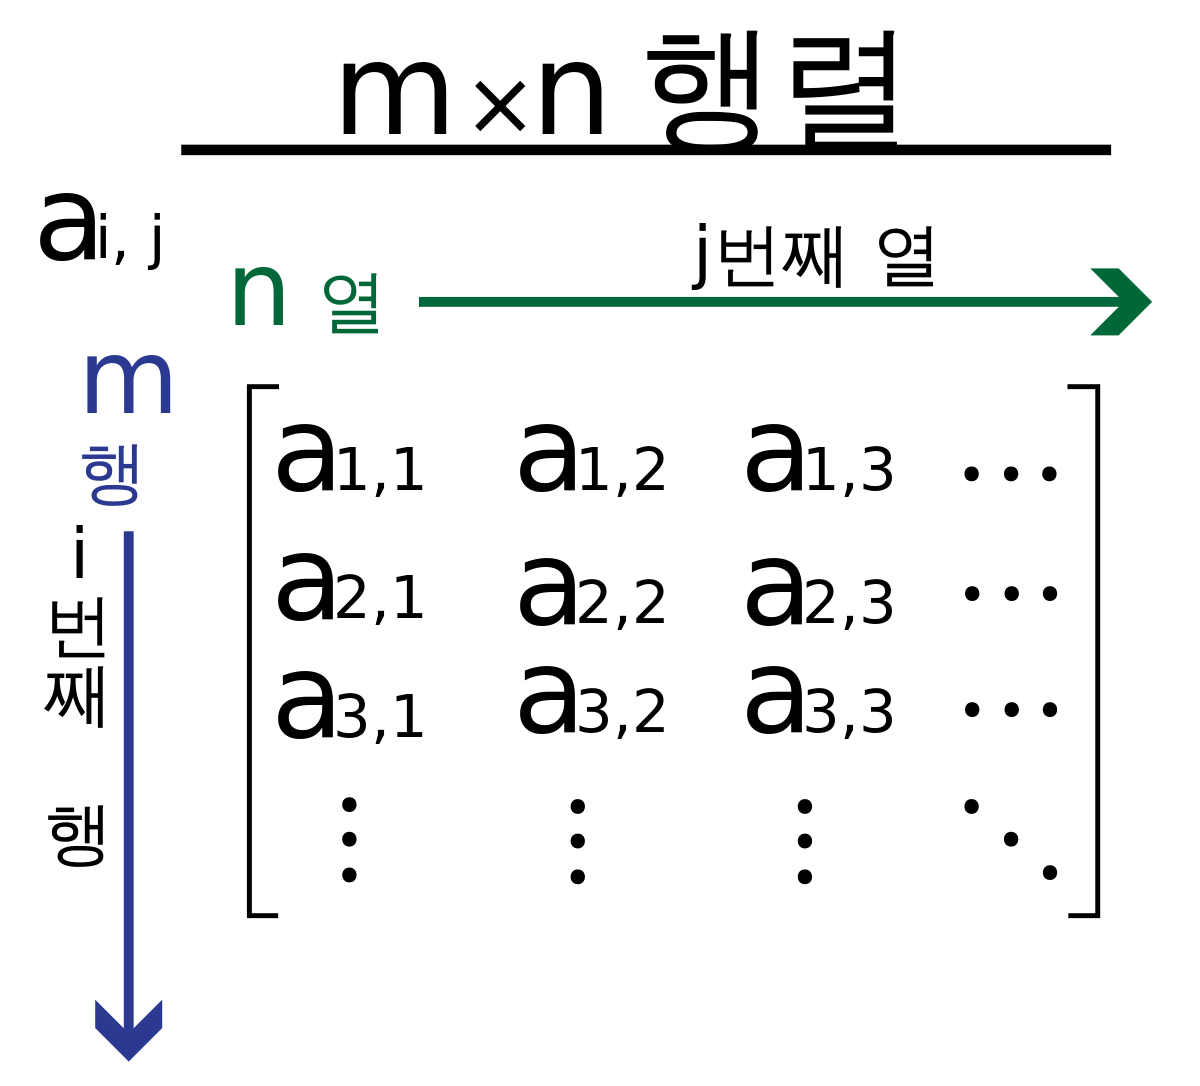 m×n 행렬
ai, j
n 열
j번째 열
m
행
i
번
째
행
a1,1 a1,2 a1,3 ...
a2,1 a2,2 a2,3 ...
a3,1 a3,2 a3,3 ...
⋮ ⋮ ⋮ ⋱